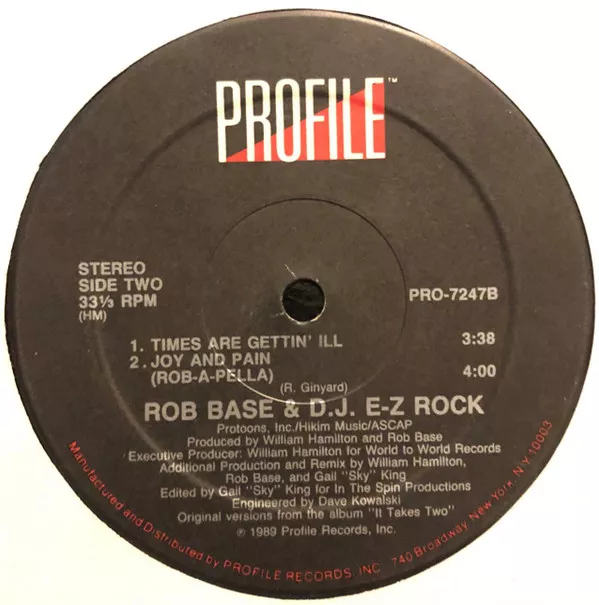 PROFILE™
STEREO
SIDE TWO
33⅓ RPM
(HM)
PRO-7247B
1. TIMES ARE GETTIN' ILL 3:38
2. JOY AND PAIN
(ROB-A-PELLA) 4:00
(R. Ginyard)
ROB BASE & D.J. E-Z ROCK
Protoons, Inc./Hikim Music/ASCAP
Produced by William Hamilton and Rob Base
Executive Producer: William Hamilton for World to World Records
Additional Production and Remix by William Hamilton,
Rob Base, and Gail "Sky" King
Edited by Gail "Sky" King for In The Spin Productions
Engineered by Dave Kowalski
Original versions from the album "It Takes Two"
℗ 1989 Profile Records, Inc.
Manufactured and Distributed by PROFILE RECORDS, INC. 740 Broadway, New York, N.Y. 10003